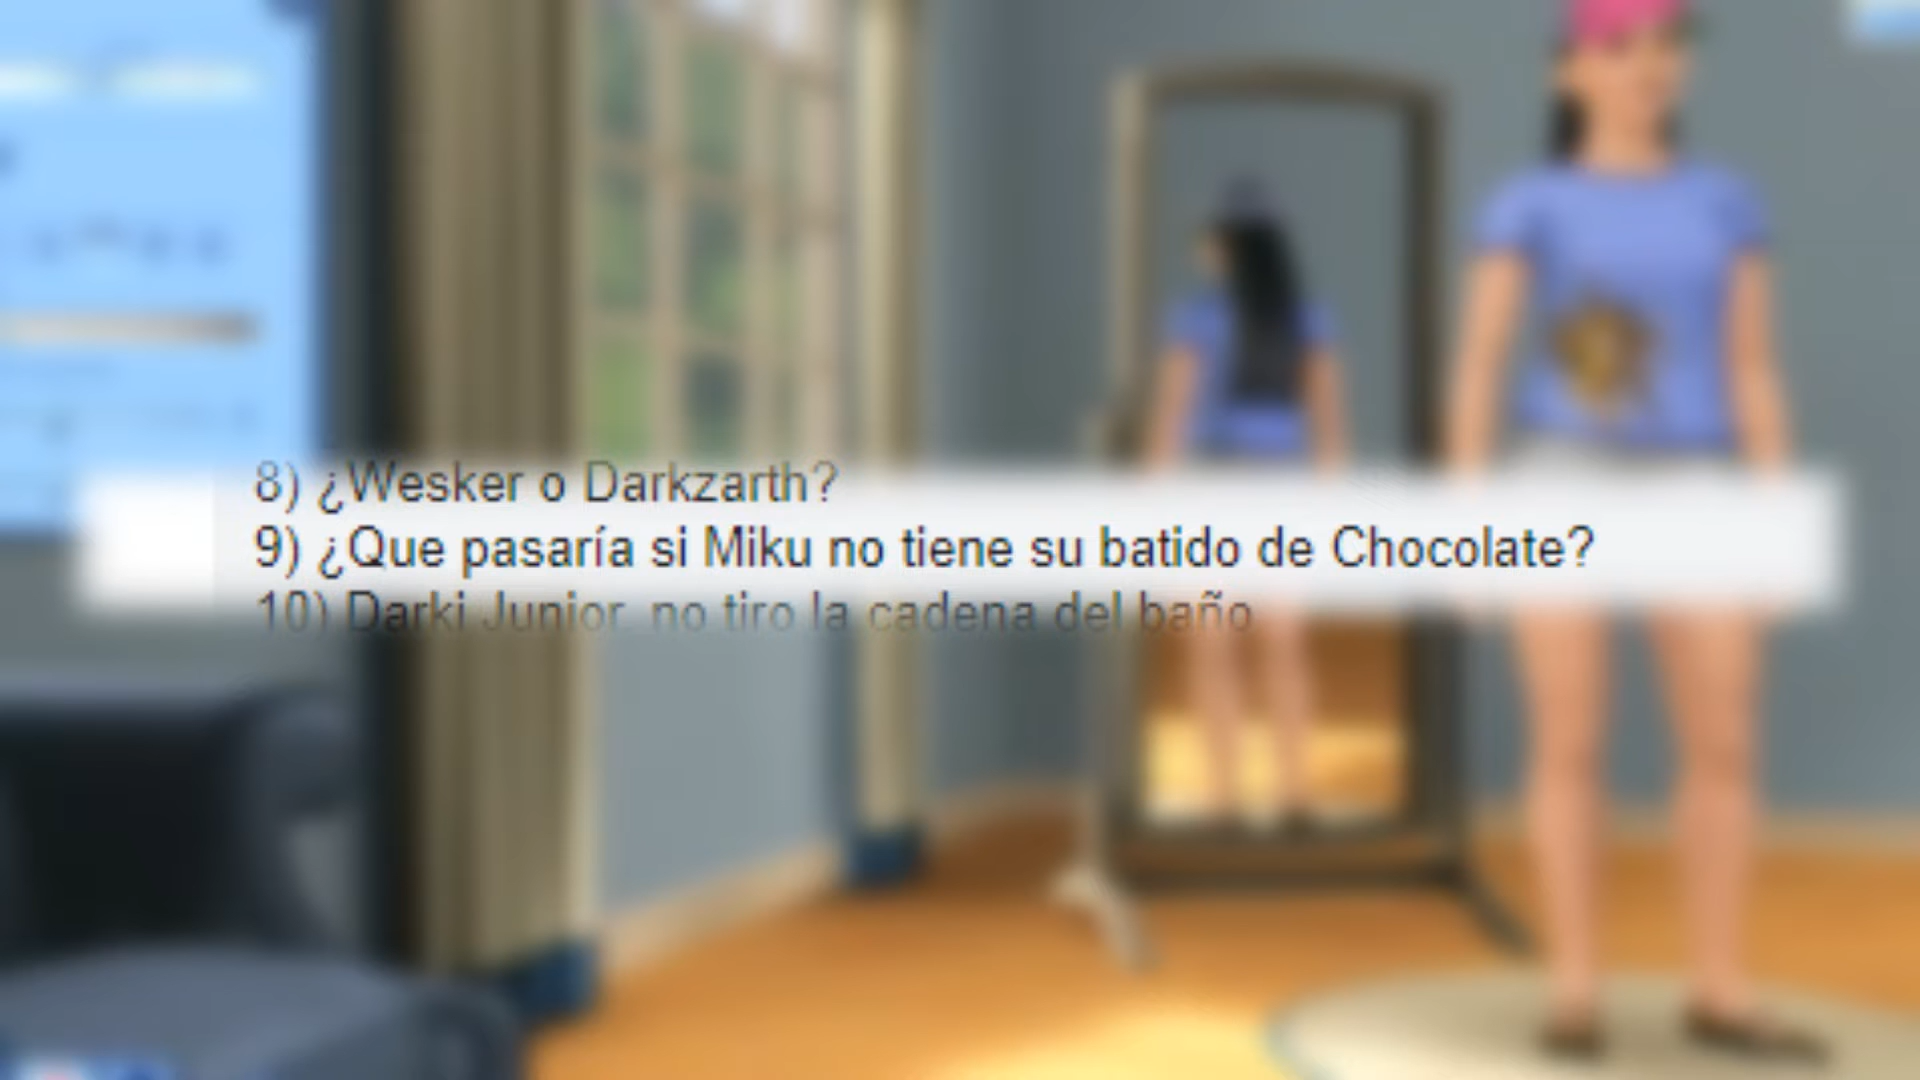 8) ¿Wesker o Darkzarth?
9) ¿Que pasaría si Miku no tiene su batido de Chocolate?
10) Darki Junior, no tiro la cadena del baño